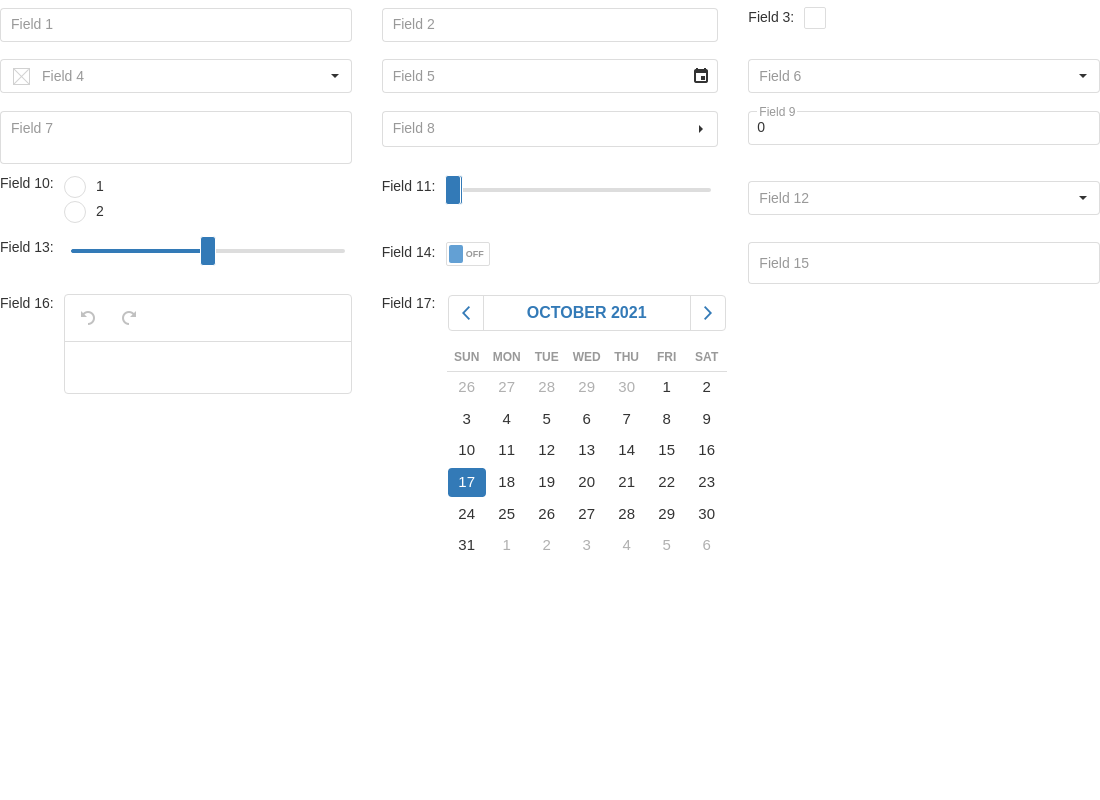 Field 1
Field 2
Field 3:
Field 4
Field 5
Field 6
Field 7
Field 8
Field 9
0
Field 10:
1
2
Field 11:
Field 12
Field 13:
Field 14:
OFF
Field 15
Field 16:
Field 17:
OCTOBER 2021
SUN MON TUE WED THU FRI SAT
26 27 28 29 30 1 2
3 4 5 6 7 8 9
10 11 12 13 14 15 16
17 18 19 20 21 22 23
24 25 26 27 28 29 30
31 1 2 3 4 5 6